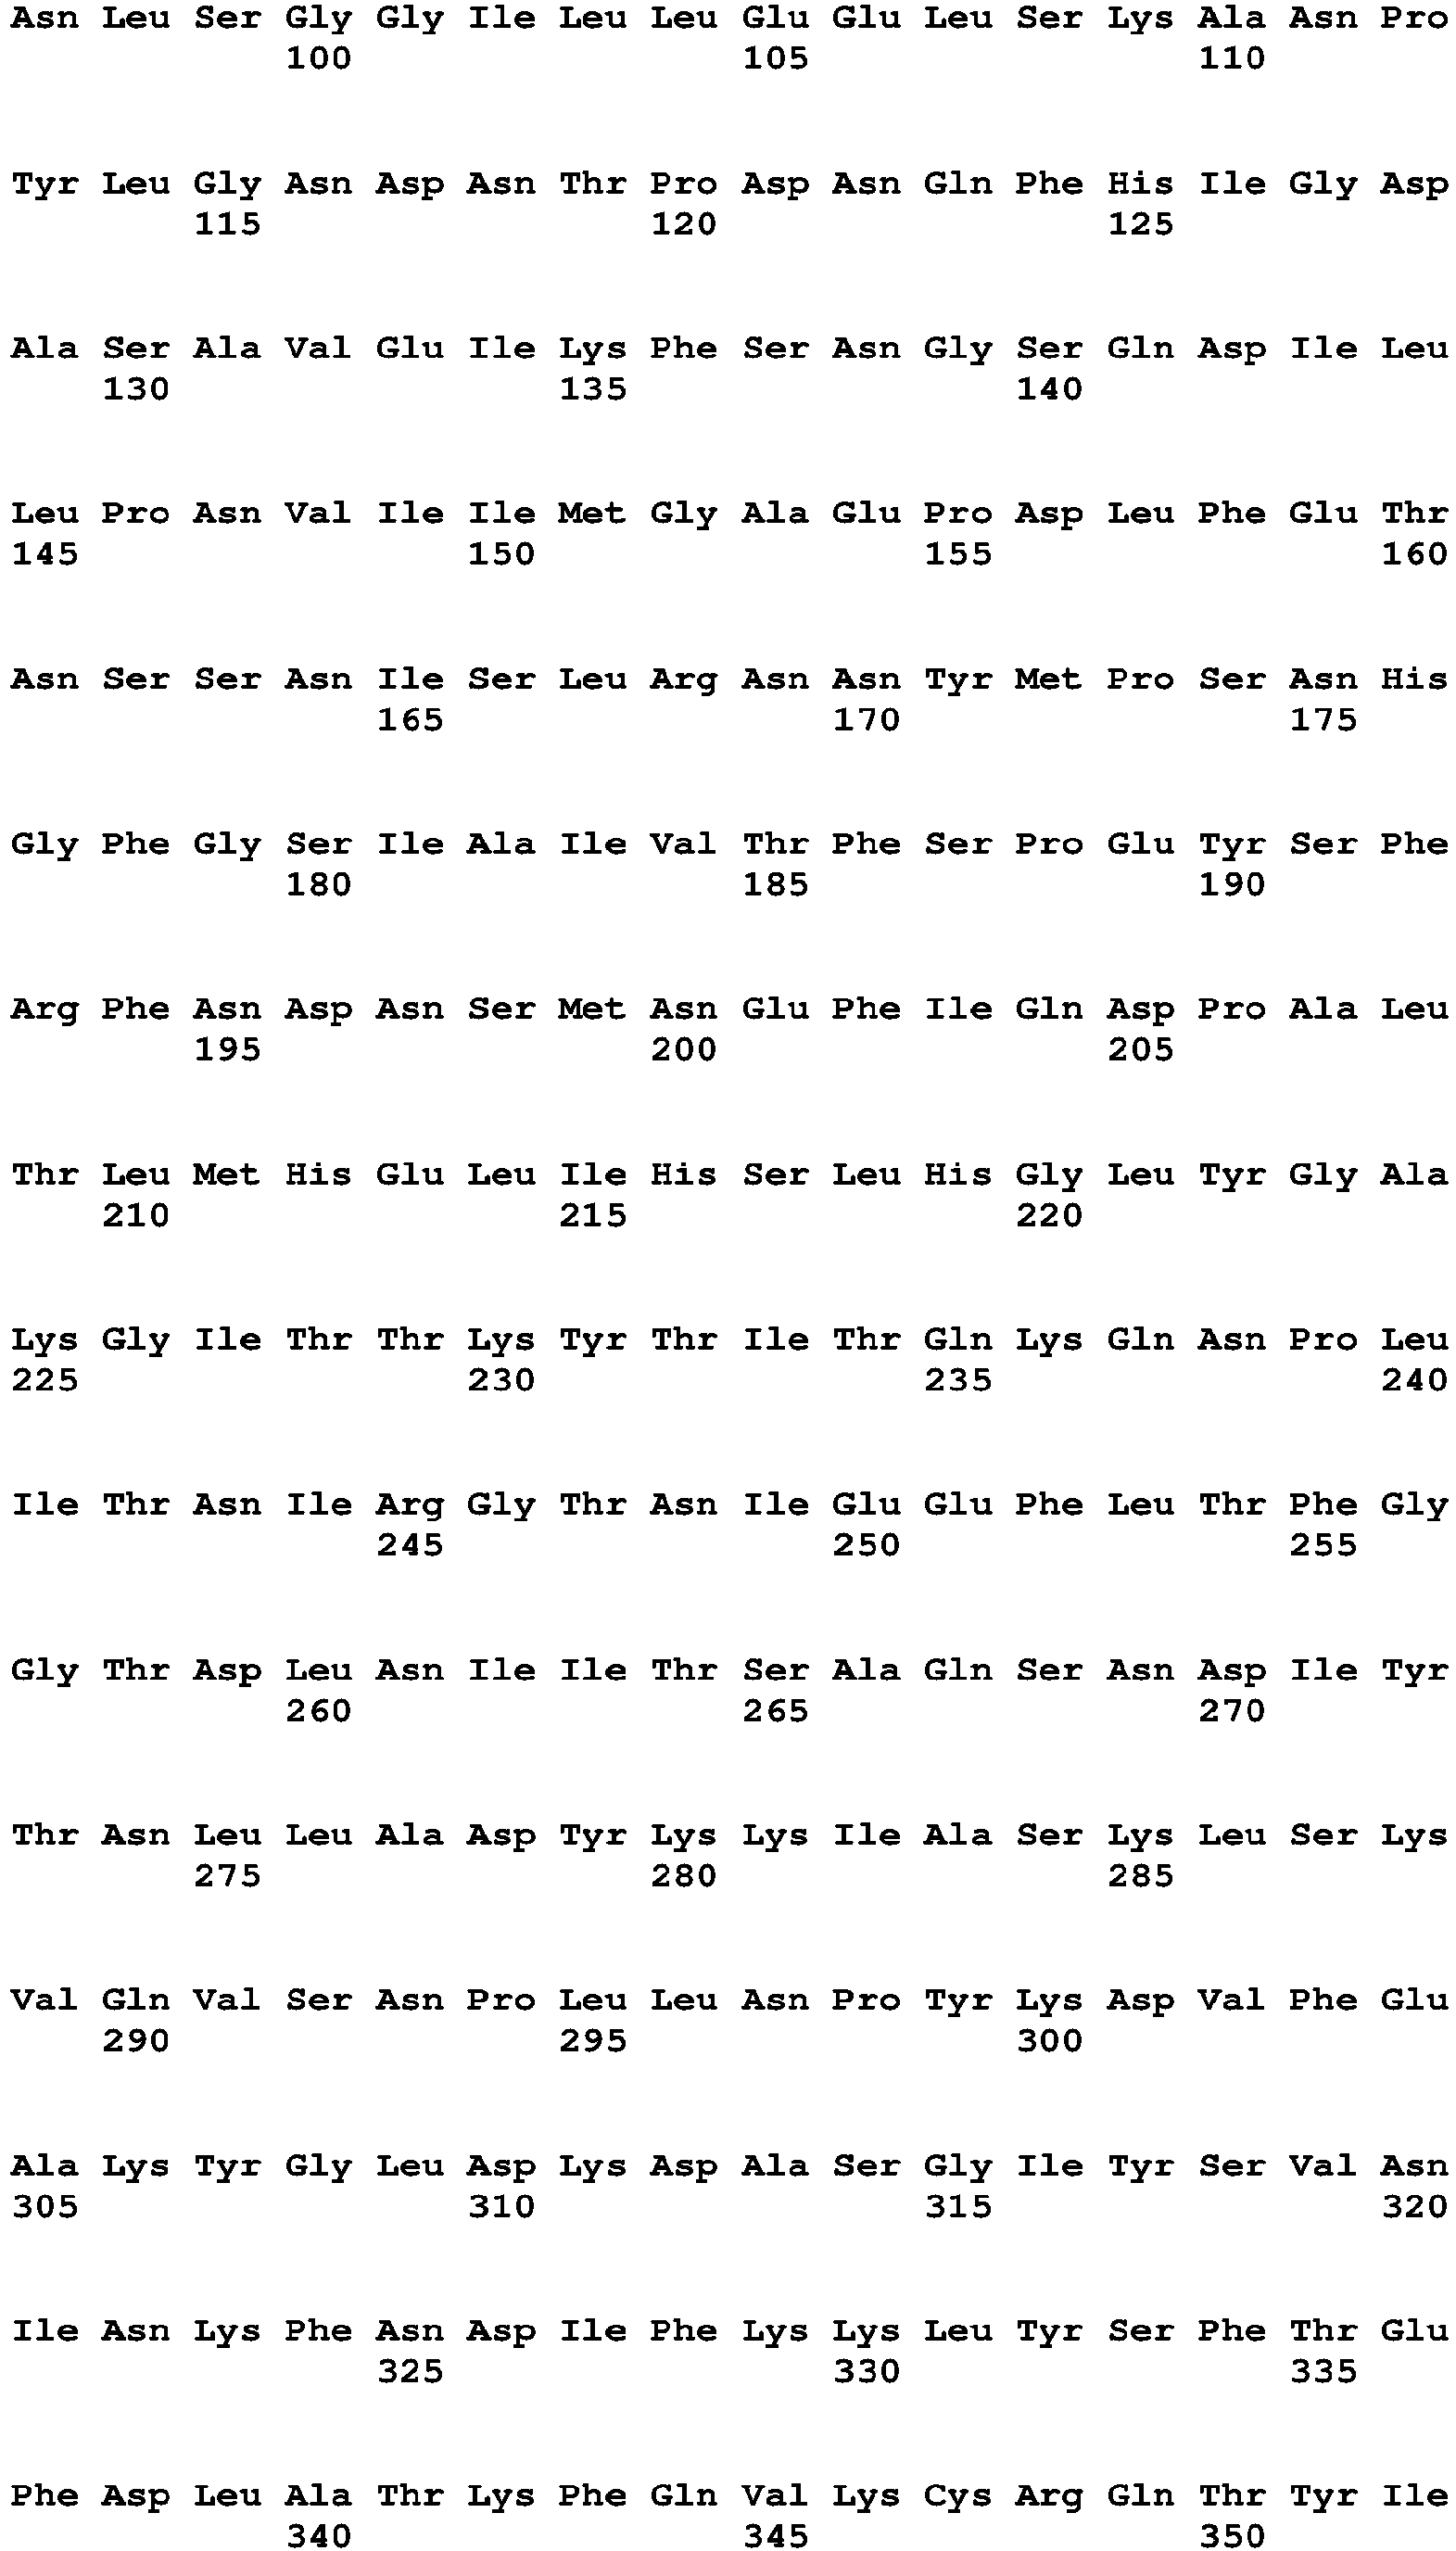 Asn Leu Ser Gly Gly Ile Leu Leu Glu Glu Leu Ser Lys Ala Asn Pro
100 105 110
Tyr Leu Gly Asn Asp Asn Thr Pro Asp Asn Gln Phe His Ile Gly Asp
115 120 125
Ala Ser Ala Val Glu Ile Lys Phe Ser Asn Gly Ser Gln Asp Ile Leu
130 135 140
Leu Pro Asn Val Ile Ile Met Gly Ala Glu Pro Asp Leu Phe Glu Thr
145 150 155 160
Asn Ser Ser Asn Ile Ser Leu Arg Asn Asn Tyr Met Pro Ser Asn His
165 170 175
Gly Phe Gly Ser Ile Ala Ile Val Thr Phe Ser Pro Glu Tyr Ser Phe
180 185 190
Arg Phe Asn Asp Asn Ser Met Asn Glu Phe Ile Gln Asp Pro Ala Leu
195 200 205
Thr Leu Met His Glu Leu Ile His Ser Leu His Gly Leu Tyr Gly Ala
210 215 220
Lys Gly Ile Thr Thr Lys Tyr Thr Ile Thr Gln Lys Gln Asn Pro Leu
225 230 235 240
Ile Thr Asn Ile Arg Gly Thr Asn Ile Glu Glu Phe Leu Thr Phe Gly
245 250 255
Gly Thr Asp Leu Asn Ile Ile Thr Ser Ala Gln Ser Asn Asp Ile Tyr
260 265 270
Thr Asn Leu Leu Ala Asp Tyr Lys Lys Ile Ala Ser Lys Leu Ser Lys
275 280 285
Val Gln Val Ser Asn Pro Leu Leu Asn Pro Tyr Lys Asp Val Phe Glu
290 295 300
Ala Lys Tyr Gly Leu Asp Lys Asp Ala Ser Gly Ile Tyr Ser Val Asn
305 310 315 320
Ile Asn Lys Phe Asn Asp Ile Phe Lys Lys Leu Tyr Ser Phe Thr Glu
325 330 335
Phe Asp Leu Ala Thr Lys Phe Gln Val Lys Cys Arg Gln Thr Tyr Ile
340 345 350